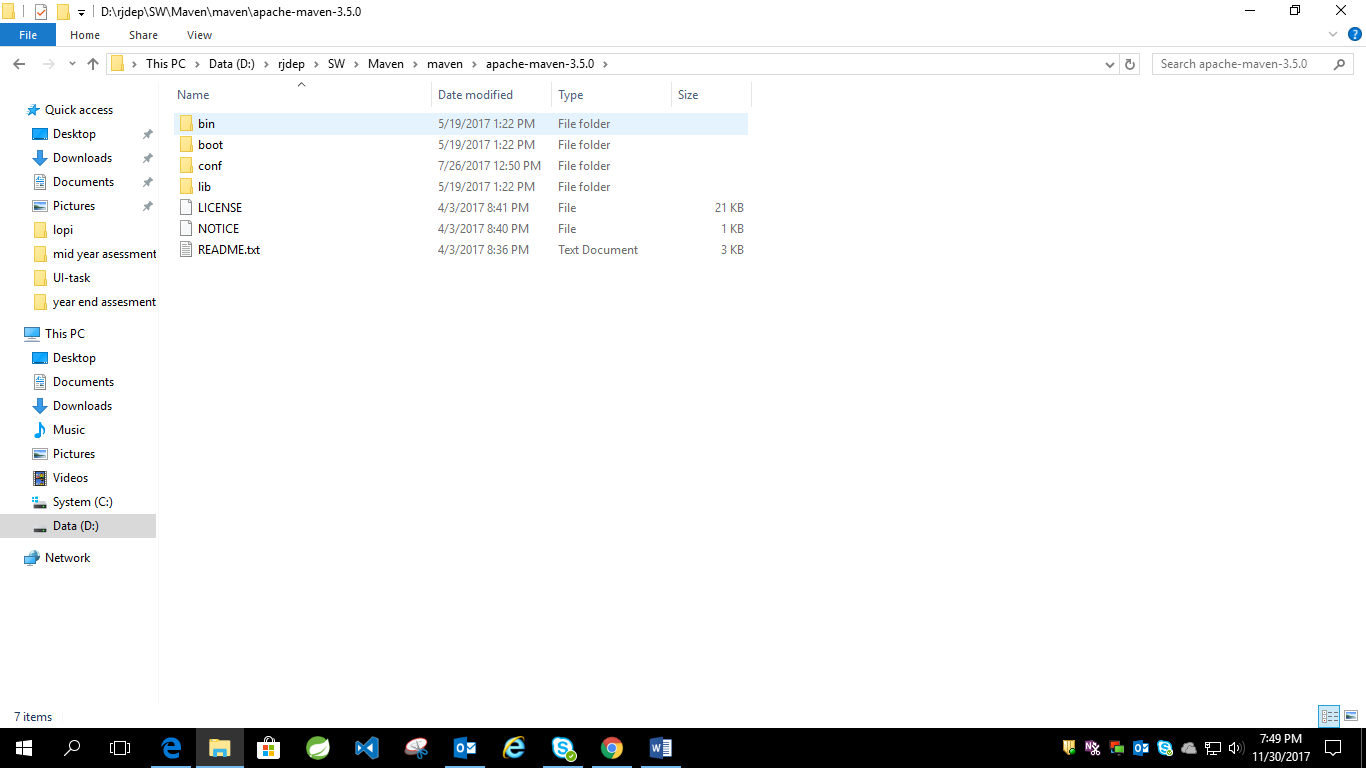 D:\rjdep\SW\Maven\maven\apache-maven-3.5.0
File Home Share View
This PC Data (D:) rjdep SW Maven maven apache-maven-3.5.0 Search apache-maven-3.5.0
Name Date modified Type Size
Quick access
Desktop
Downloads
Documents
Pictures
lopi
mid year asessment
UI-task
year end assesment
This PC
Desktop
Documents
Downloads
Music
Pictures
Videos
System (C:)
Data (D:)
Network
bin 5/19/2017 1:22 PM File folder
boot 5/19/2017 1:22 PM File folder
conf 7/26/2017 12:50 PM File folder
lib 5/19/2017 1:22 PM File folder
LICENSE 4/3/2017 8:41 PM File 21 KB
NOTICE 4/3/2017 8:40 PM File 1 KB
README.txt 4/3/2017 8:36 PM Text Document 3 KB
7 items
7:49 PM
11/30/2017